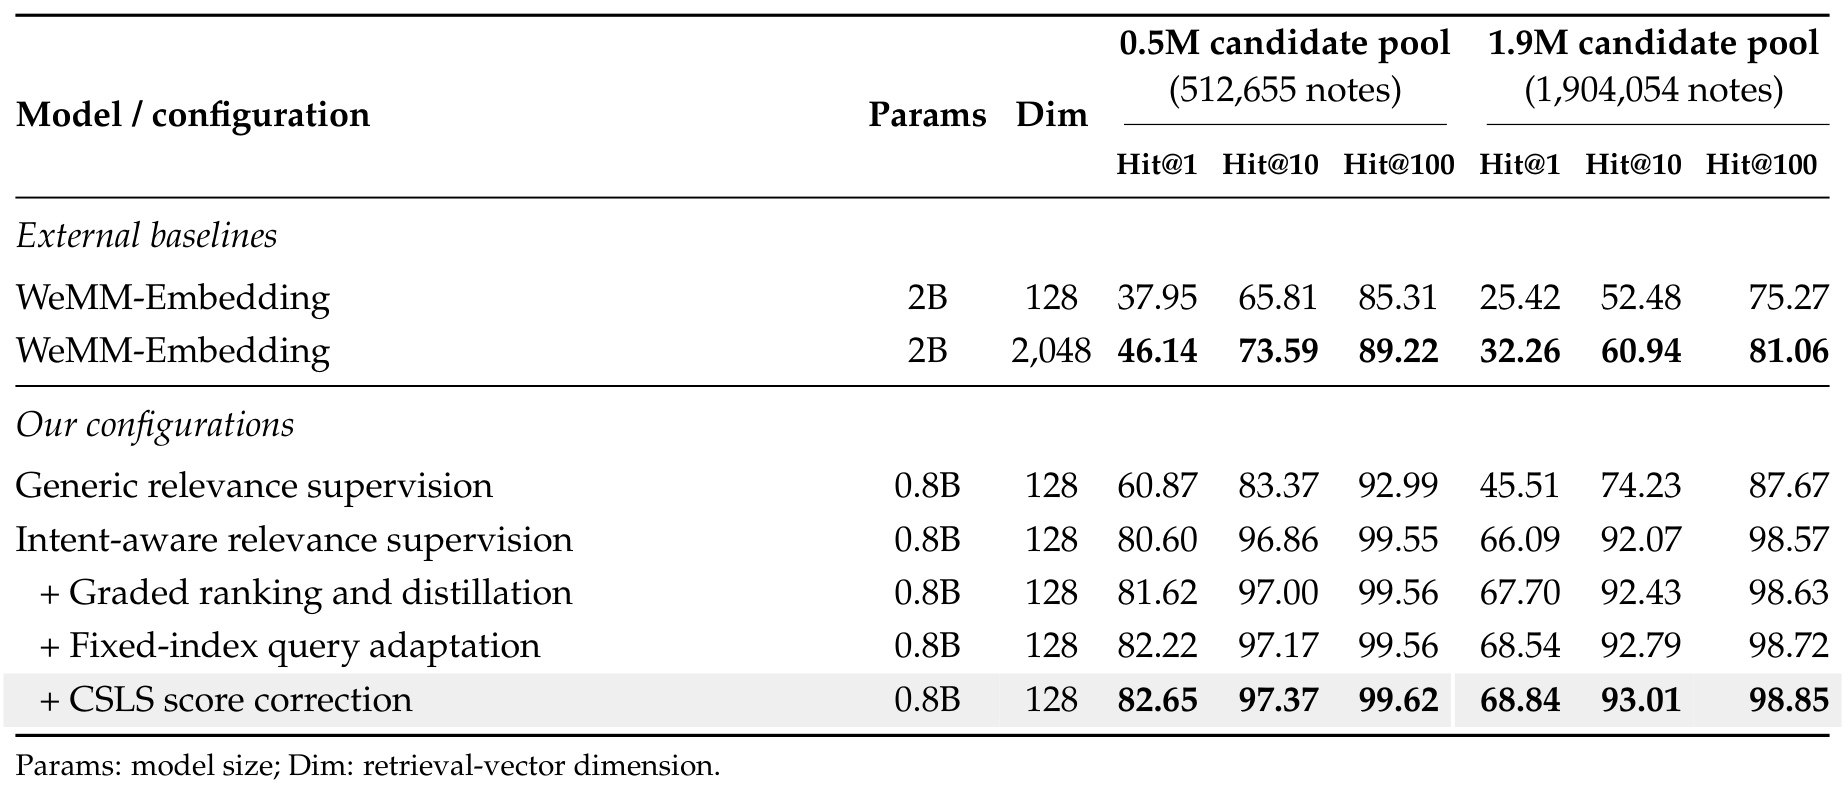 Model / configuration Params Dim 0.5M candidate pool 1.9M candidate pool
(512,655 notes) (1,904,054 notes)
Hit@1 Hit@10 Hit@100 Hit@1 Hit@10 Hit@100
External baselines
WeMM-Embedding 2B 128 37.95 65.81 85.31 25.42 52.48 75.27
WeMM-Embedding 2B 2,048 46.14 73.59 89.22 32.26 60.94 81.06
Our configurations
Generic relevance supervision 0.8B 128 60.87 83.37 92.99 45.51 74.23 87.67
Intent-aware relevance supervision 0.8B 128 80.60 96.86 99.55 66.09 92.07 98.57
+ Graded ranking and distillation 0.8B 128 81.62 97.00 99.56 67.70 92.43 98.63
+ Fixed-index query adaptation 0.8B 128 82.22 97.17 99.56 68.54 92.79 98.72
+ CSLS score correction 0.8B 128 82.65 97.37 99.62 68.84 93.01 98.85
Params: model size; Dim: retrieval-vector dimension.